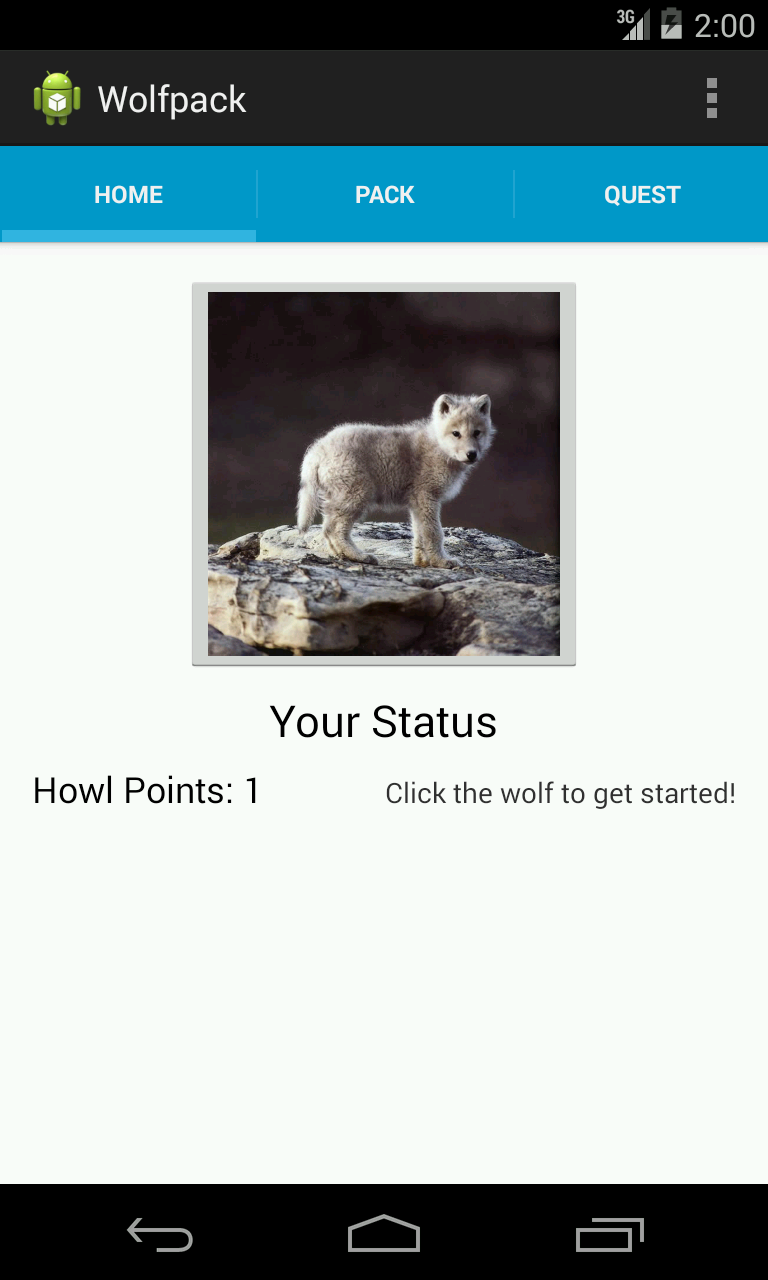 3G 2:00
Wolfpack
HOME PACK QUEST
Your Status
Howl Points: 1 Click the wolf to get started!